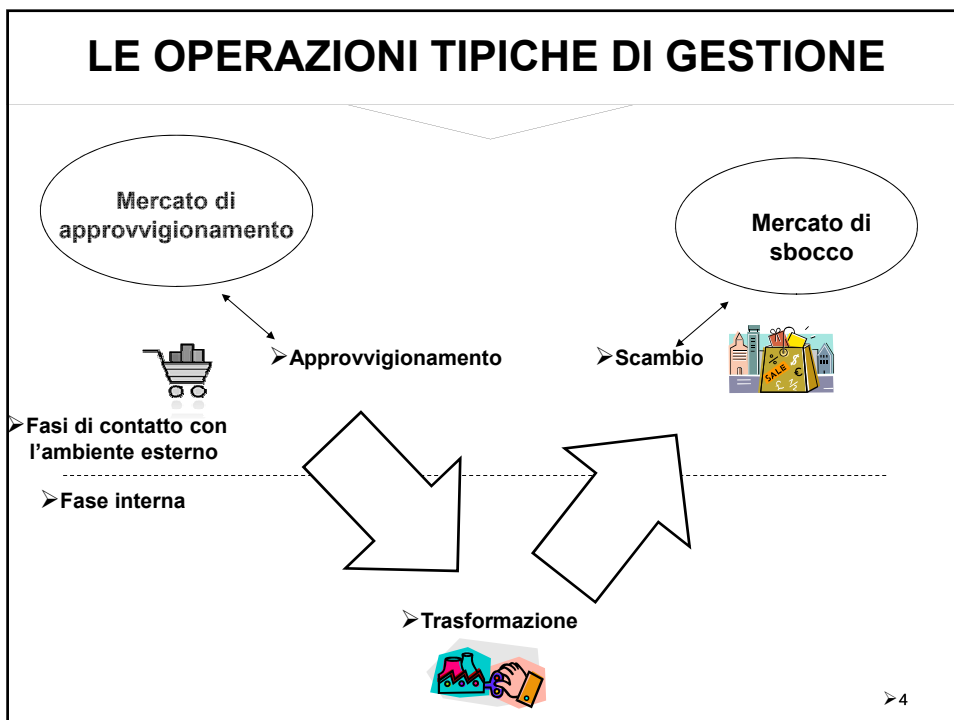 LE OPERAZIONI TIPICHE DI GESTIONE
Mercato di
approvvigionamento
Mercato di
sbocco
➢Approvvigionamento
➢Scambio
SALE
➢Fasi di contatto con
l’ambiente esterno
➢Fase interna
➢Trasformazione
➢4